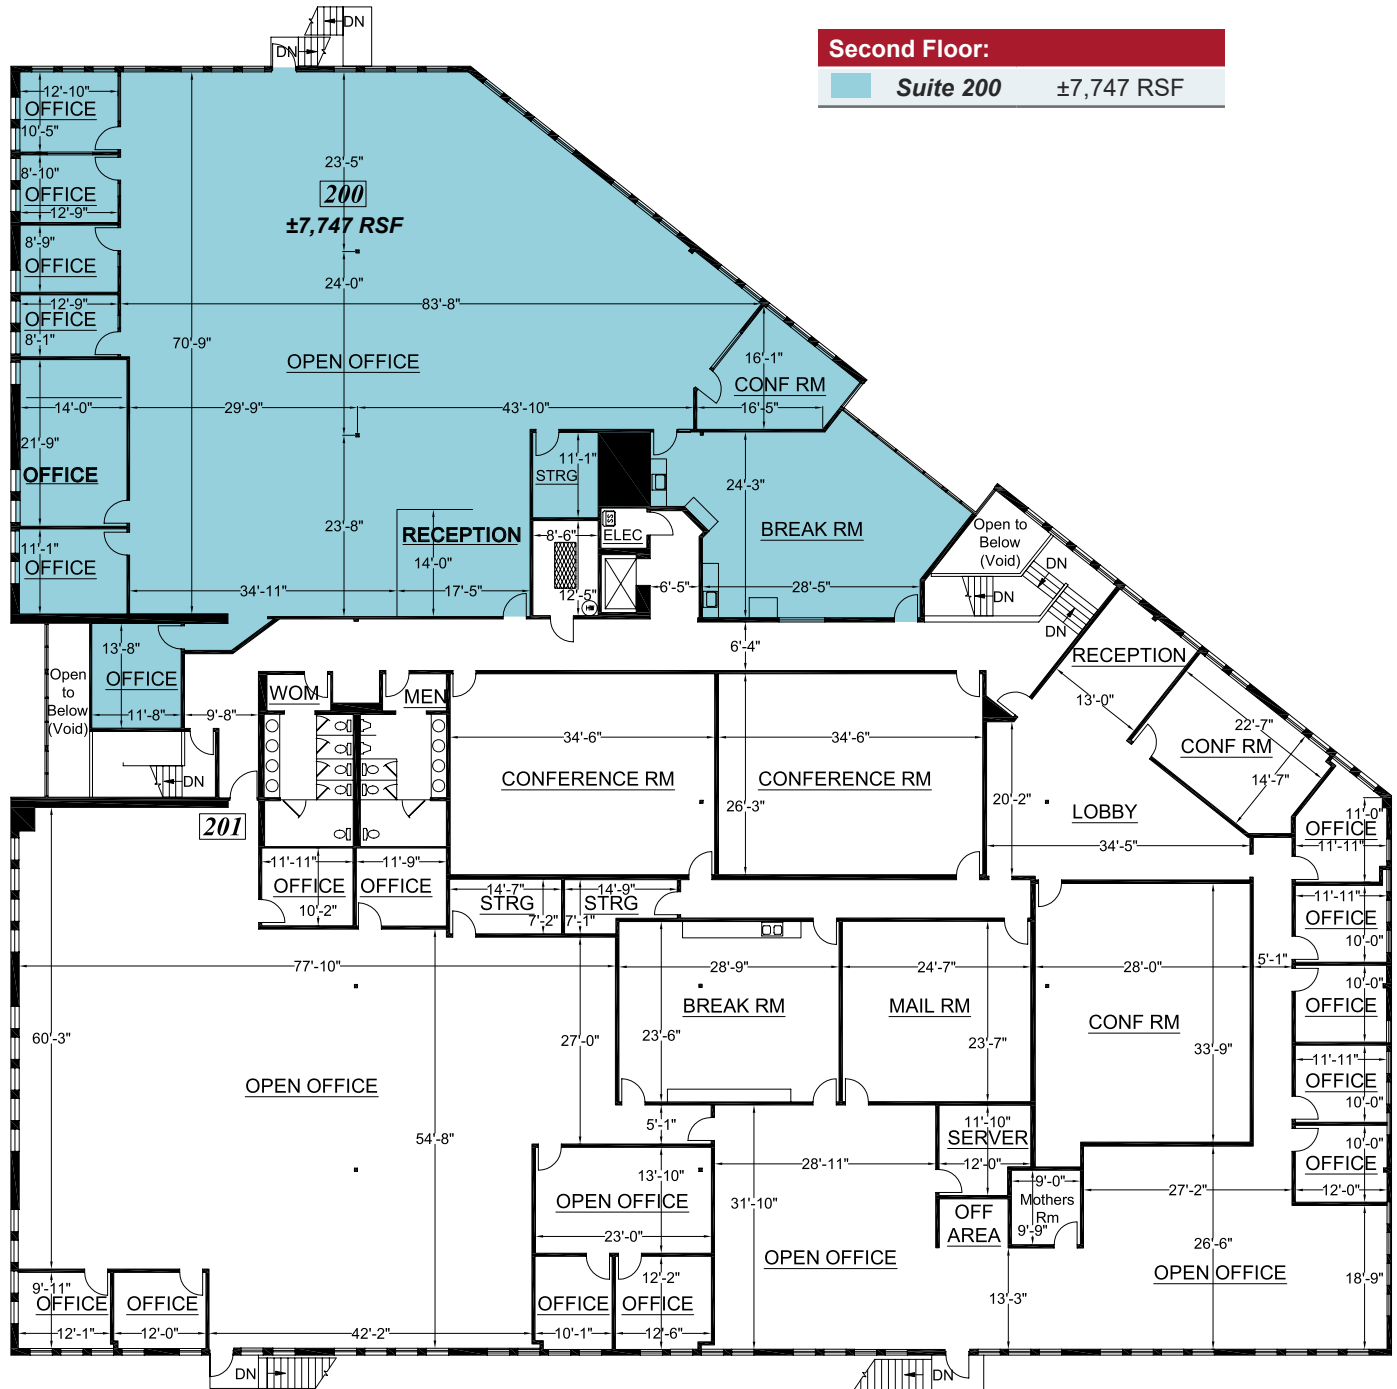 DN
DN
Second Floor:
Suite 200 ±7,747 RSF
12'-10"
OFFICE
10'-5"
8'-10"
OFFICE
12'-9"
8'-9"
OFFICE
12'-9"
OFFICE
8'-1"
23'-5"
200
±7,747 RSF
24'-0"
83'-8"
70'-9"
OPEN OFFICE
16'-1"
CONF RM
16'-5"
14'-0"
29'-9"
43'-10"
21'-9"
OFFICE
11'-1"
STRG
24'-3"
BREAK RM
23'-8"
RECEPTION
8'-6"
ELEC
Open to
Below
(Void)
11'-1"
OFFICE
14'-0"
34'-11"
17'-5"
12'-5"
6'-5"
28'-5"
DN
DN
DN
13'-8"
OFFICE
11'-8"
Open
to
Below
(Void)
9'-8"
DN
6'-4"
WOM
MEN
RECEPTION
13'-0"
22'-7"
CONF RM
14'-7"
34'-6"
CONFERENCE RM
34'-6"
CONFERENCE RM
26'-3"
20'-2"
LOBBY
34'-5"
11'-0"
OFFICE
11'-11"
201
11'-11"
OFFICE
10'-2"
11'-9"
OFFICE
14'-7"
STRG
7'-2"
14'-9"
STRG
7'-1"
11'-11"
OFFICE
10'-0"
77'-10"
28'-9"
BREAK RM
23'-6"
24'-7"
MAIL RM
23'-7"
28'-0"
CONF RM
33'-9"
5'-1"
10'-0"
OFFICE
60'-3"
27'-0"
11'-11"
OFFICE
10'-0"
OPEN OFFICE
54'-8"
5'-1"
11'-10"
SERVER
12'-0"
10'-0"
OFFICE
12'-0"
28'-11"
13'-10"
OPEN OFFICE
23'-0"
31'-10"
9'-0"
Mothers
Rm
9'-9"
27'-2"
OFF
AREA
26'-6"
OPEN OFFICE
OPEN OFFICE
18'-9"
9'-11"
OFFICE
12'-1"
OFFICE
12'-0"
42'-2"
OFFICE
10'-1"
12'-2"
OFFICE
12'-6"
13'-3"
DN
DN